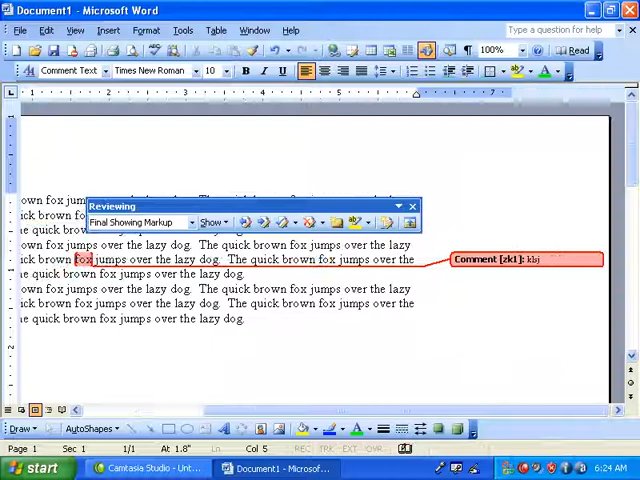 Document1 - Microsoft Word
File Edit View Insert Format Tools Table Window Help
Type a question for help
100% Read
Comment Text Times New Roman 10 B I U
1 2 3 4 5 7
own fox jum
Reviewing
ick brown fo
Final Showing Markup Show
e quick brown
own fox jumps over the lazy dog. The quick brown fox jumps over the lazy
ick brown fox jumps over the lazy dog. The quick brown fox jumps over the
Comment [zk1]:
e quick brown fox jumps over the lazy dog.
own fox jumps over the lazy dog. The quick brown fox jumps over the lazy
ick brown fox jumps over the lazy dog. The quick brown fox jumps over the
e quick brown fox jumps over the lazy dog.
Draw AutoShapes
Page 1 Sec 1 1/1 At 1.8" Col 5 REC TRK EXT OVR
start Camtasia Studio - Unt... Document1 - Microsof... 6:24 AM